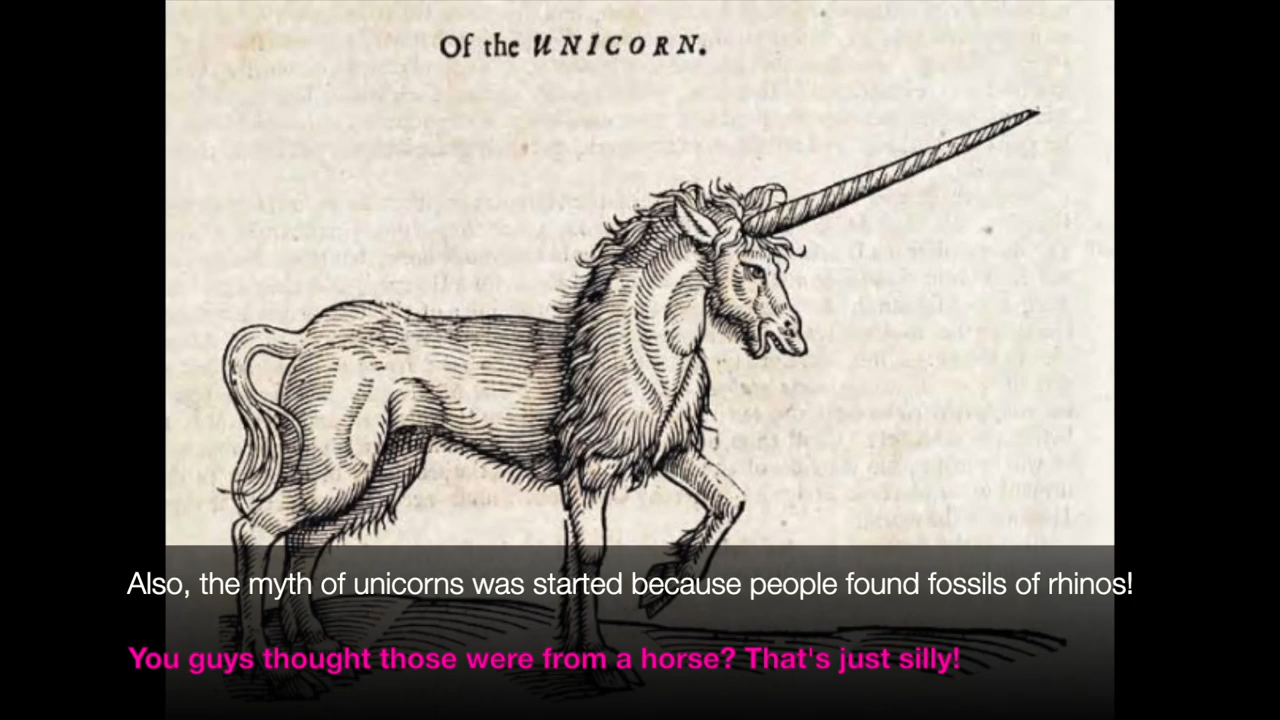 Of the UNICORN.
Also, the myth of unicorns was started because people found fossils of rhinos!
You guys thought those were from a horse? That's just silly!